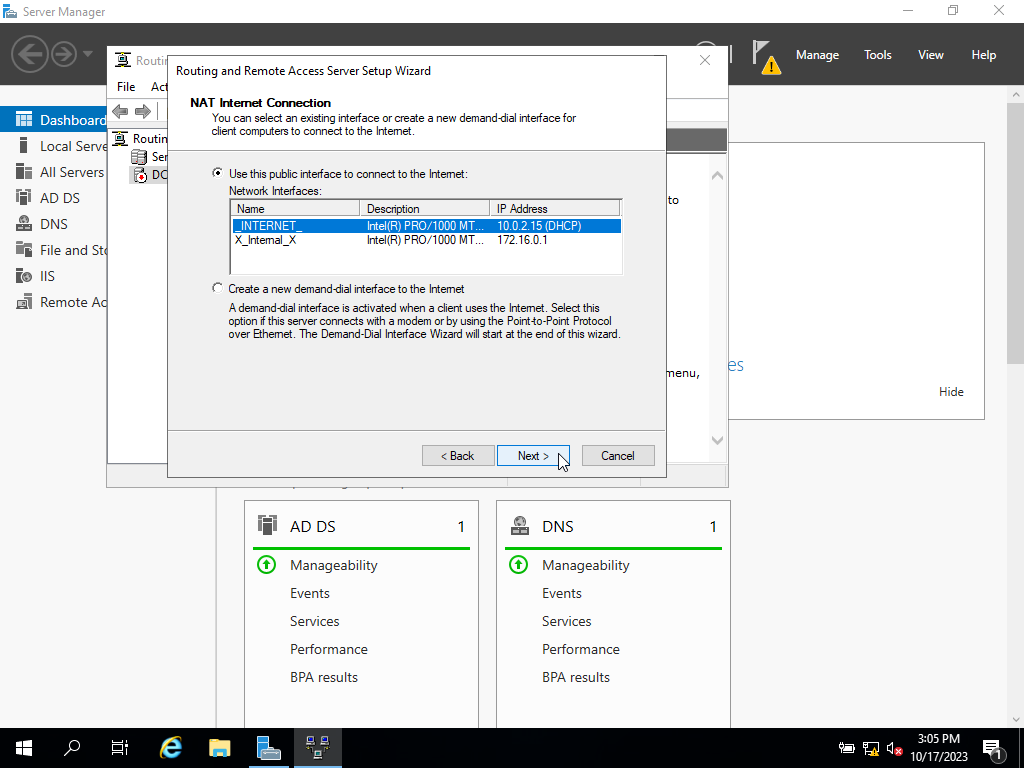 Server Manager
Manage
Tools
View
Help
Dashboard
Local Serve
All Servers
AD DS
DNS
File and Sto
IIS
Remote Ac
Routin
File
Act
Routin
Ser
DC
to
menu,
es
Hide
Routing and Remote Access Server Setup Wizard
NAT Internet Connection
You can select an existing interface or create a new demand-dial interface for
client computers to connect to the Internet.
Use this public interface to connect to the Internet:
Network Interfaces:
Name Description IP Address
_INTERNET_ Intel(R) PRO/1000 MT... 10.0.2.15 (DHCP)
X_Internal_X Intel(R) PRO/1000 MT... 172.16.0.1
Create a new demand-dial interface to the Internet
A demand-dial interface is activated when a client uses the Internet. Select this
option if this server connects with a modem or by using the Point-to-Point Protocol
over Ethernet. The Demand-Dial Interface Wizard will start at the end of this wizard.
< Back
Next >
Cancel
AD DS 1
Manageability
Events
Services
Performance
BPA results
DNS 1
Manageability
Events
Services
Performance
BPA results
3:05 PM
10/17/2023
1